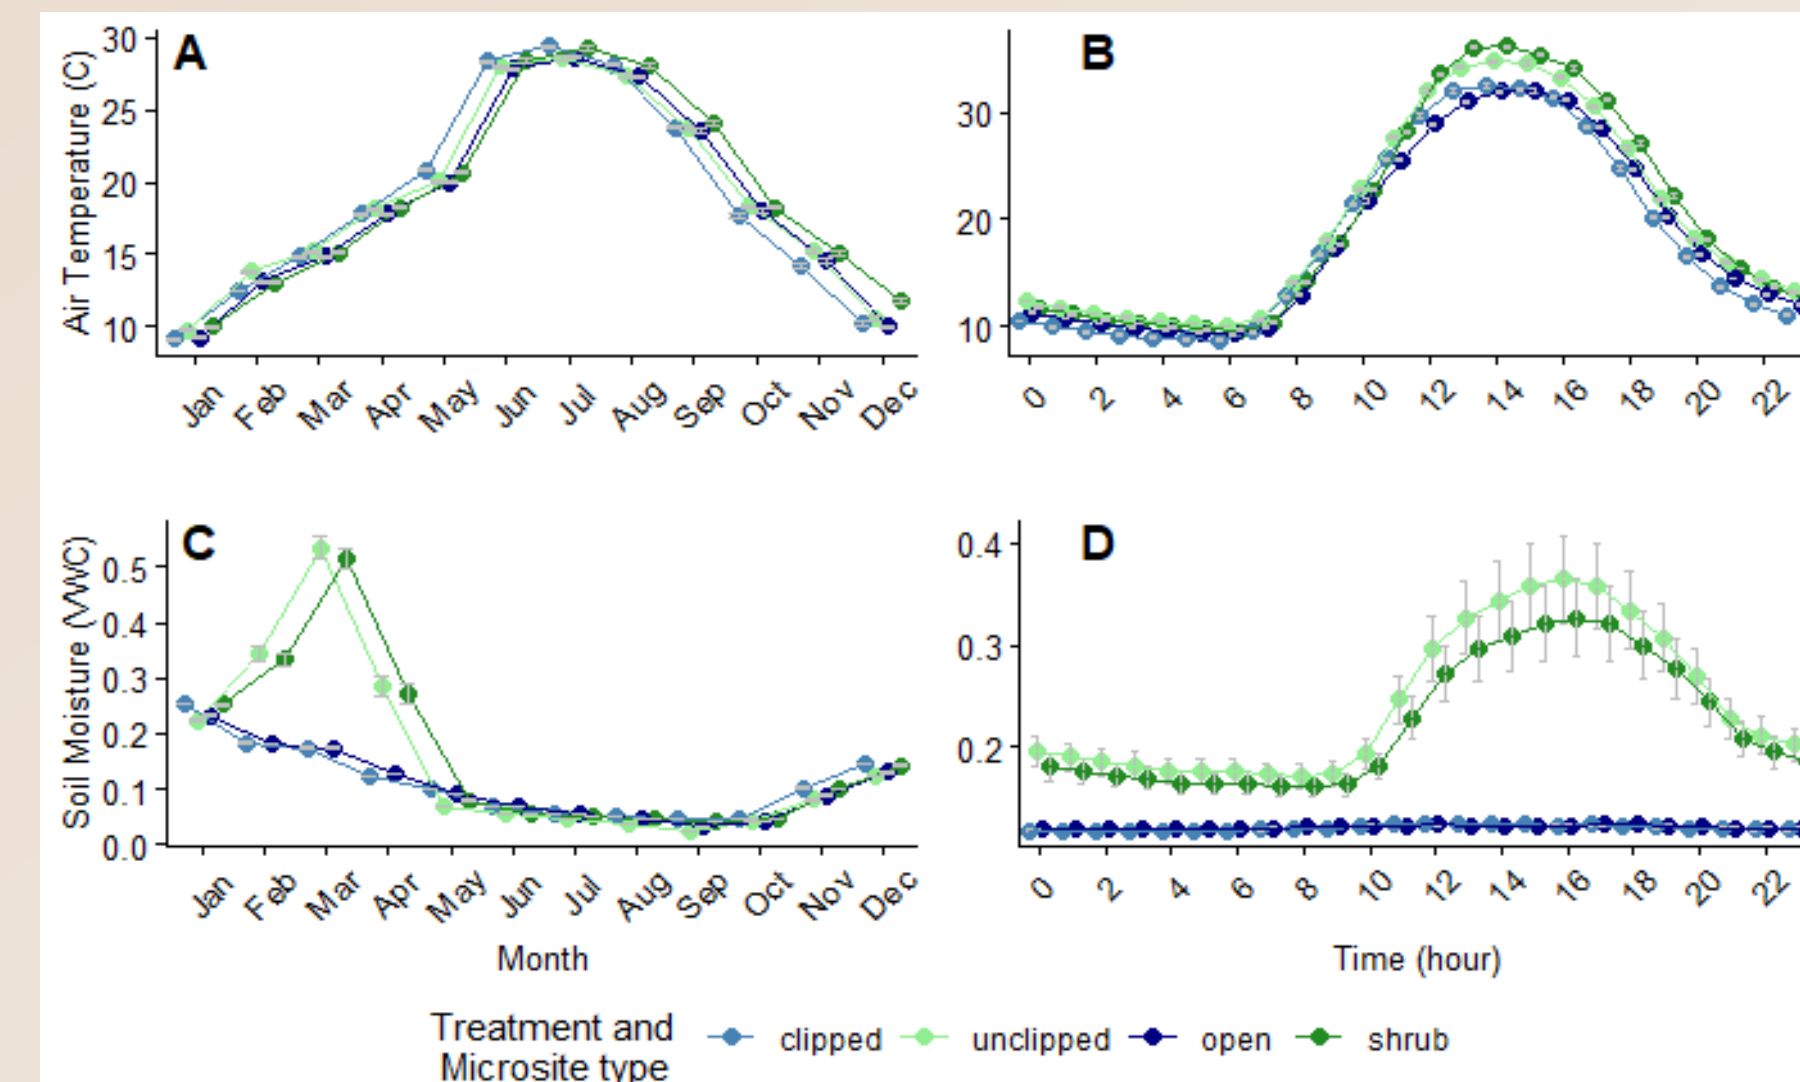 A
Air Temperature (C)
30
25
20
15
10
Jan Feb Mar Apr May Jun Jul Aug Sep Oct Nov Dec
B
30
20
10
0 2 4 6 8 10 12 14 16 18 20 22
C
Soil Moisture (VWC)
0.5
0.4
0.3
0.2
0.1
0.0
Jan Feb Mar Apr May Jun Jul Aug Sep Oct Nov Dec
Month
D
0.4
0.3
0.2
0 2 4 6 8 10 12 14 16 18 20 22
Time (hour)
Treatment and
Microsite type
clipped unclipped open shrub